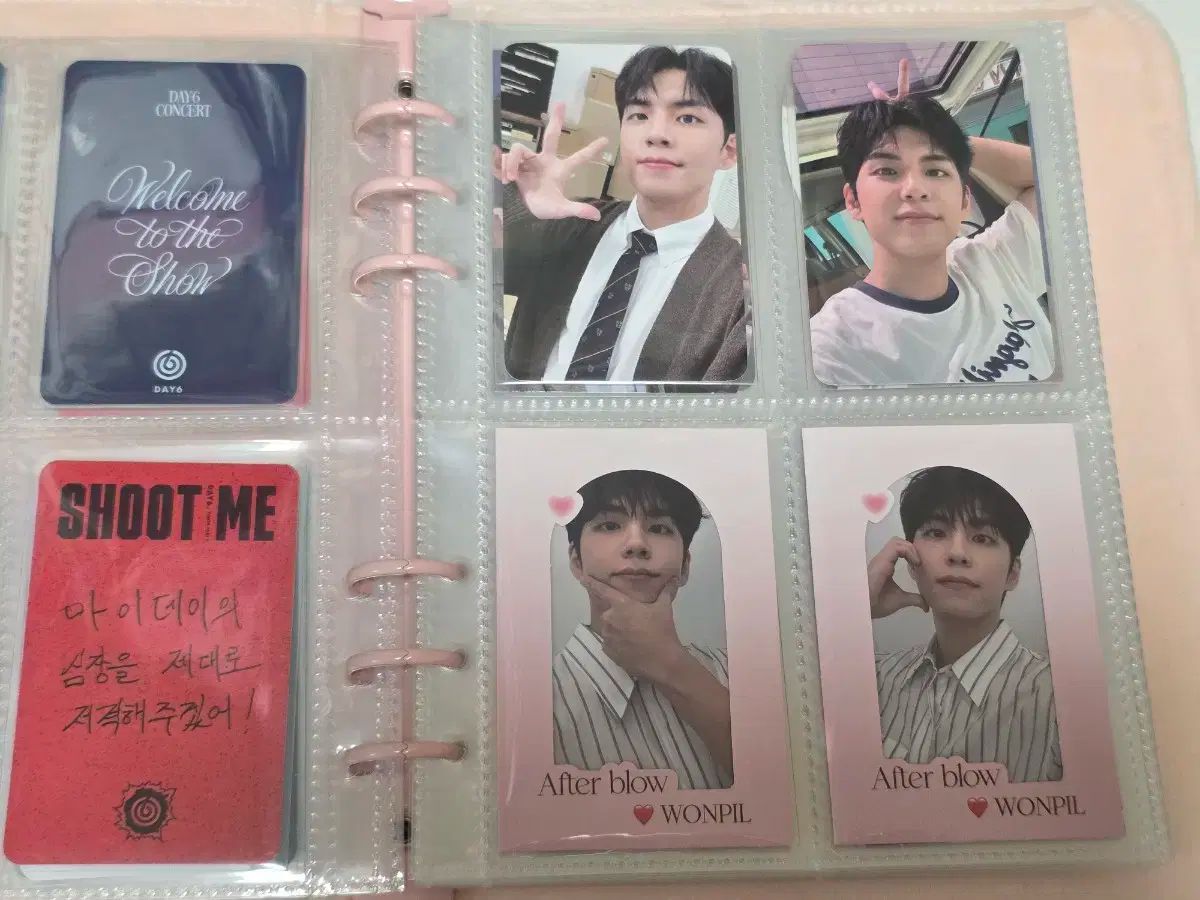 DAY6
CONCERT
Welcome
to the
Show
DAY6
SHOOT ME
마이데이의
심장을 제대로
저격해주겠어!
After blow
❤️ WONPIL
After blow
❤️ WONPIL